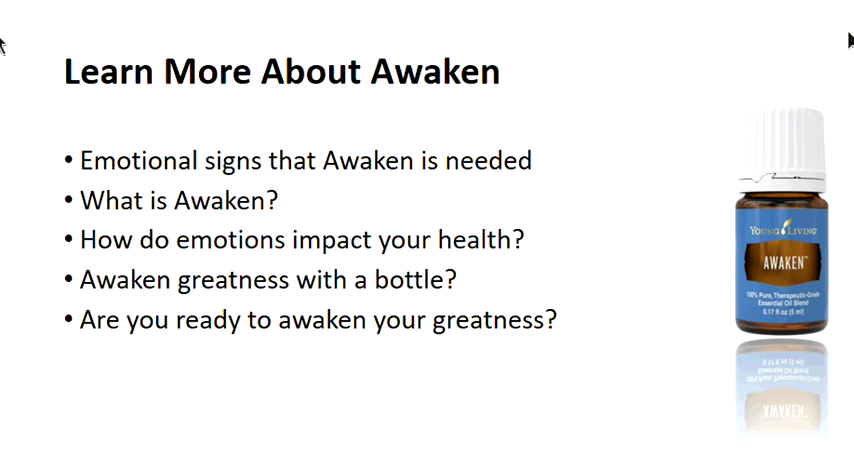 Learn More About Awaken
• Emotional signs that Awaken is needed
• What is Awaken?
• How do emotions impact your health?
• Awaken greatness with a bottle?
• Are you ready to awaken your greatness?
YOUNG LIVING
AWAKEN™
100% Pure, Therapeutic-Grade
Essential Oil Blend
0.17 fl oz (5 ml)